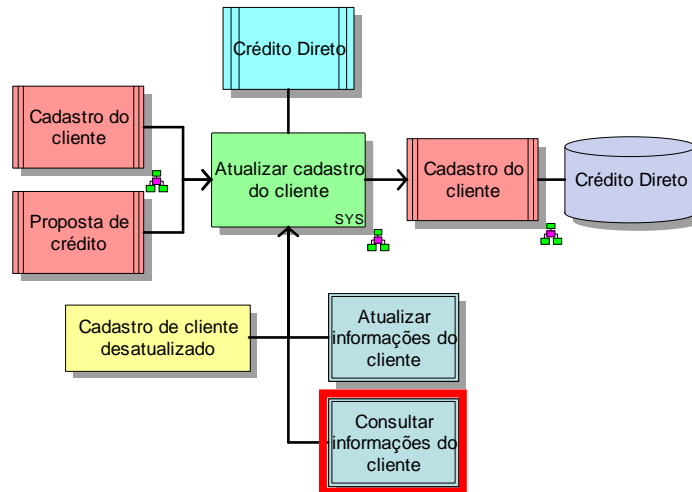 Crédito Direto
Cadastro do
cliente
Atualizar cadastro
do cliente
SYS
Cadastro do
cliente
Crédito Direto
Proposta de
crédito
Cadastro de cliente
desatualizado
Atualizar
informações do
cliente
Consultar
informações do
cliente